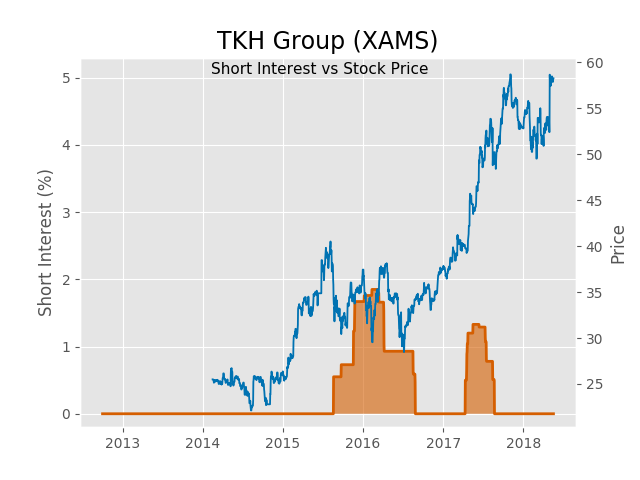 TKH Group (XAMS)
Short Interest vs Stock Price
Short Interest (%)
5
4
3
2
1
0
60
55
50
45
40
35
30
25
Price
2013 2014 2015 2016 2017 2018